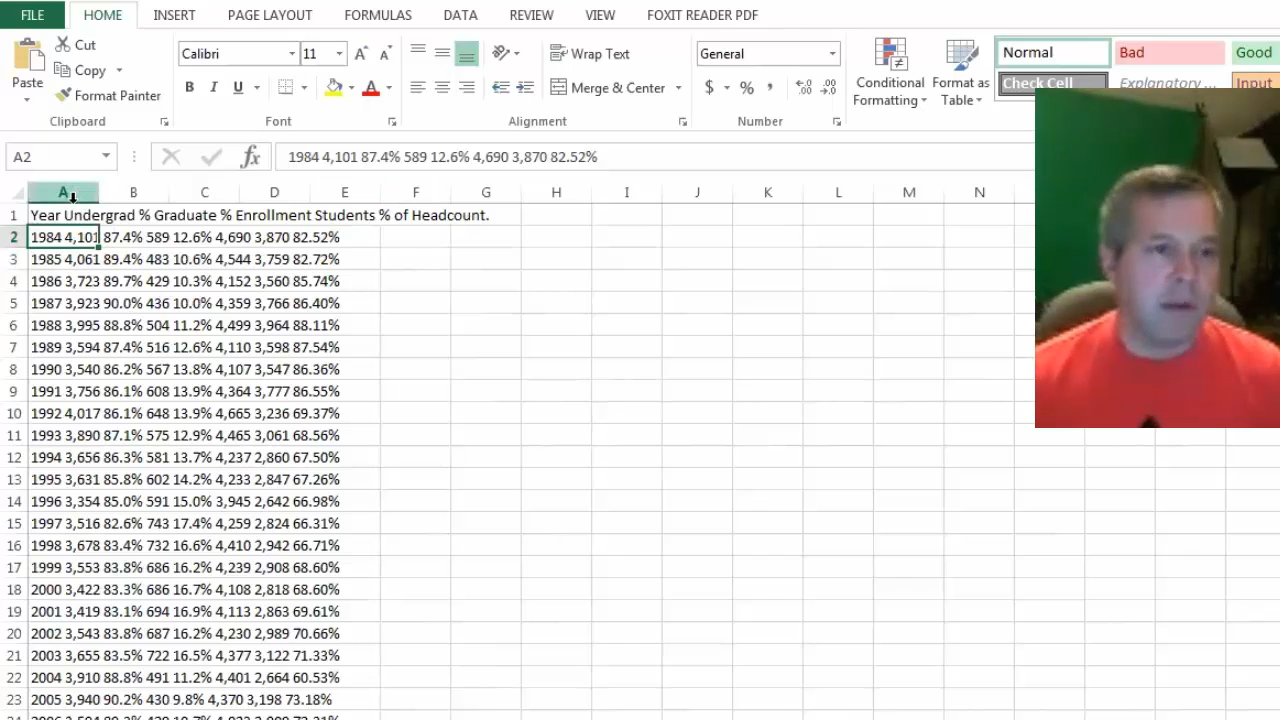 FILE HOME INSERT PAGE LAYOUT FORMULAS DATA REVIEW VIEW FOXIT READER PDF
Cut
Copy
Format Painter
Paste
Calibri 11 A A
B I U A
Wrap Text
Merge & Center
General
$ % , .00 .0
Conditional
Formatting
Format as
Table
Normal Bad Good
Check Cell Explanatory ... Input
Clipboard Font Alignment Number
A2 fx 1984 4,101 87.4% 589 12.6% 4,690 3,870 82.52%
A B C D E F G H I J K L M N
1 Year Undergrad % Graduate % Enrollment Students % of Headcount.
2 1984 4,101 87.4% 589 12.6% 4,690 3,870 82.52%
3 1985 4,061 89.4% 483 10.6% 4,544 3,759 82.72%
4 1986 3,723 89.7% 429 10.3% 4,152 3,560 85.74%
5 1987 3,923 90.0% 436 10.0% 4,359 3,766 86.40%
6 1988 3,995 88.8% 504 11.2% 4,499 3,964 88.11%
7 1989 3,594 87.4% 516 12.6% 4,110 3,598 87.54%
8 1990 3,540 86.2% 567 13.8% 4,107 3,547 86.36%
9 1991 3,756 86.1% 608 13.9% 4,364 3,777 86.55%
10 1992 4,017 86.1% 648 13.9% 4,665 3,236 69.37%
11 1993 3,890 87.1% 575 12.9% 4,465 3,061 68.56%
12 1994 3,656 86.3% 581 13.7% 4,237 2,860 67.50%
13 1995 3,631 85.8% 602 14.2% 4,233 2,847 67.26%
14 1996 3,354 85.0% 591 15.0% 3,945 2,642 66.98%
15 1997 3,516 82.6% 743 17.4% 4,259 2,824 66.31%
16 1998 3,678 83.4% 732 16.6% 4,410 2,942 66.71%
17 1999 3,553 83.8% 686 16.2% 4,239 2,908 68.60%
18 2000 3,422 83.3% 686 16.7% 4,108 2,818 68.60%
19 2001 3,419 83.1% 694 16.9% 4,113 2,863 69.61%
20 2002 3,543 83.8% 687 16.2% 4,230 2,989 70.66%
21 2003 3,655 83.5% 722 16.5% 4,377 3,122 71.33%
22 2004 3,910 88.8% 491 11.2% 4,401 2,664 60.53%
23 2005 3,940 90.2% 430 9.8% 4,370 3,198 73.18%